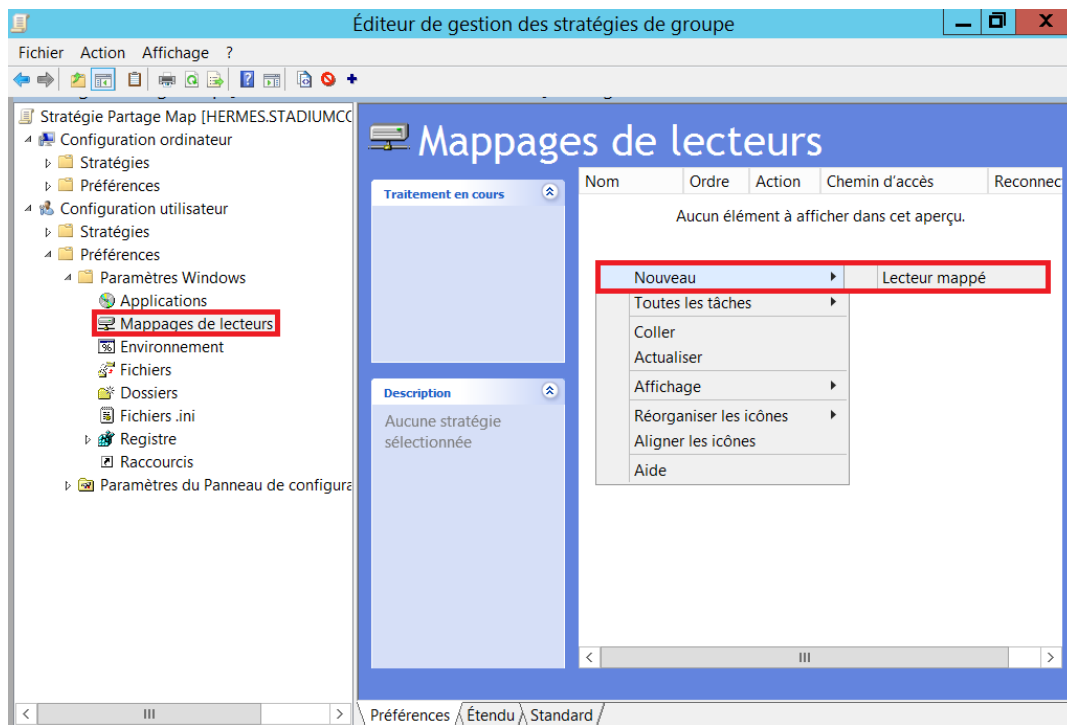 Éditeur de gestion des stratégies de groupe
Fichier Action Affichage ?
Stratégie Partage Map [HERMES.STADIUMCO
Configuration ordinateur
Stratégies
Préférences
Configuration utilisateur
Stratégies
Préférences
Paramètres Windows
Applications
Mappages de lecteurs
Environnement
Fichiers
Dossiers
Fichiers .ini
Registre
Raccourcis
Paramètres du Panneau de configura
Mappages de lecteurs
Traitement en cours
Description
Aucune stratégie
sélectionnée
Nom Ordre Action Chemin d'accès Reconnec
Aucun élément à afficher dans cet aperçu.
Nouveau
Lecteur mappé
Toutes les tâches
Coller
Actualiser
Affichage
Réorganiser les icônes
Aligner les icônes
Aide
Préférences Étendu Standard